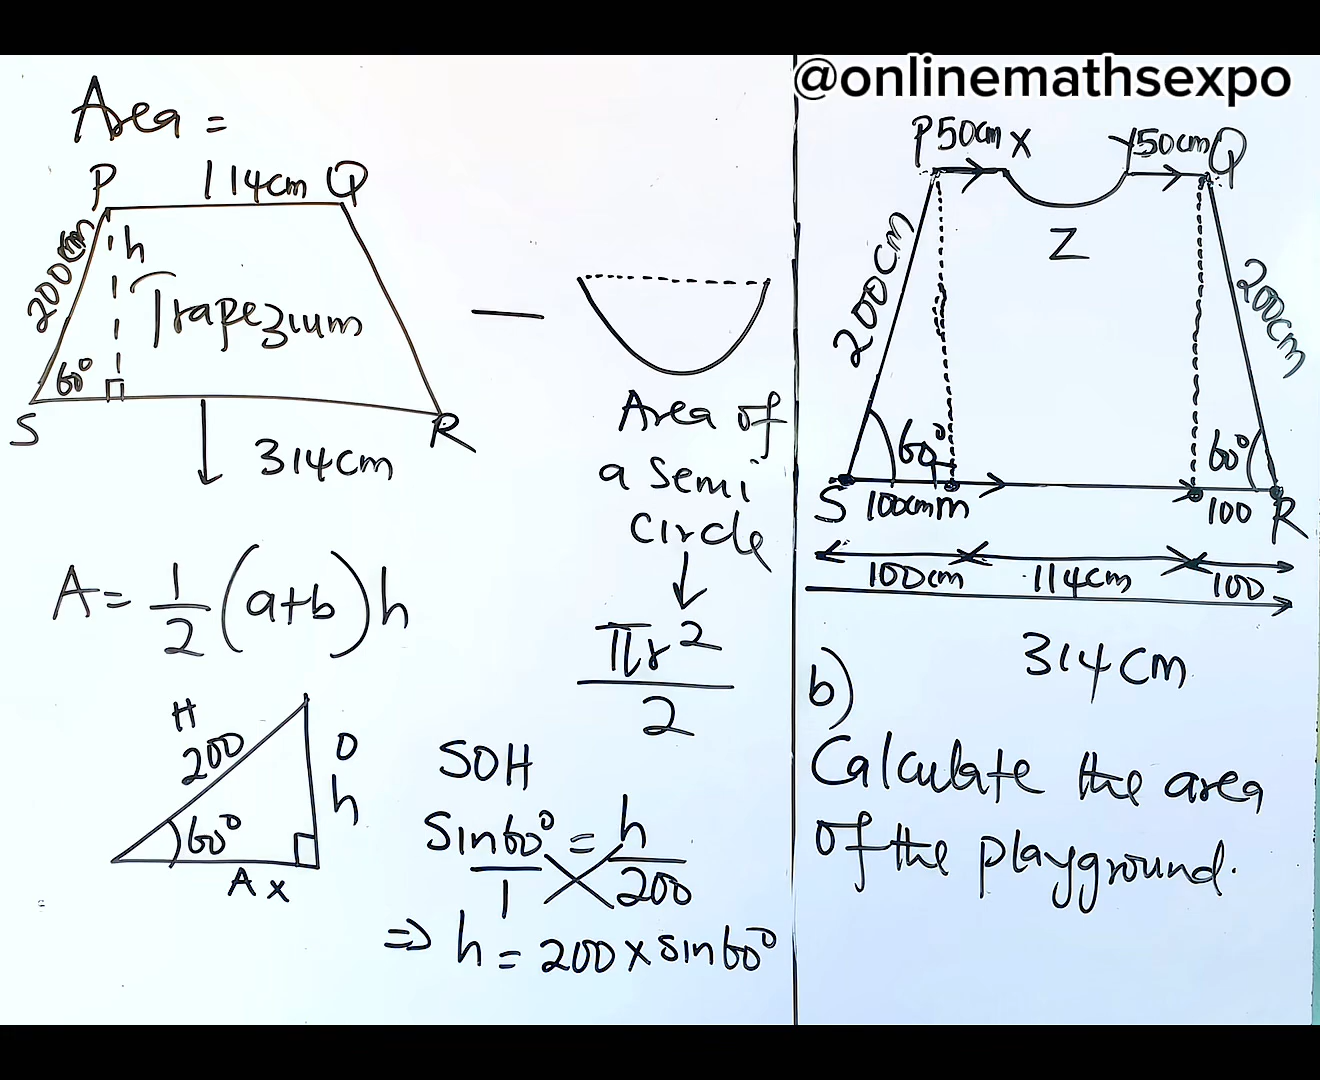 @onlinemathsexpo
Area =
P 114cm Q
200cm
h
Trapezium
60°
S R
314cm
—
Area of
a semi
circle
πr²
2
A = 1/2 (a+b)h
H
200
O
h
60°
A x
SOH
Sin60° = h
1 200
⇒ h = 200 x sin60°
P 50cm X Y 50cm Q
Z
200cm 200cm
60° 60°
S 100cm 100 R
100cm 114cm 100
314cm
b)
Calculate the area
of the playground.